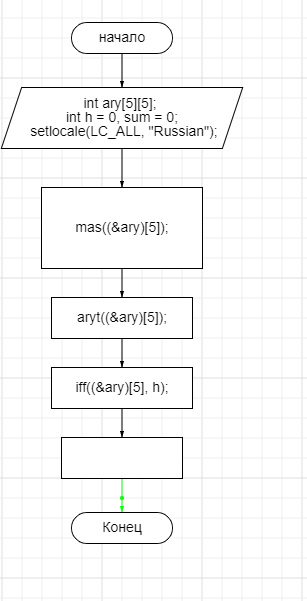 начало
int ary[5][5];
int h = 0, sum = 0;
setlocale(LC_ALL, "Russian");
mas((&ary)[5]);
aryt((&ary)[5]);
iff((&ary)[5], h);
Конец